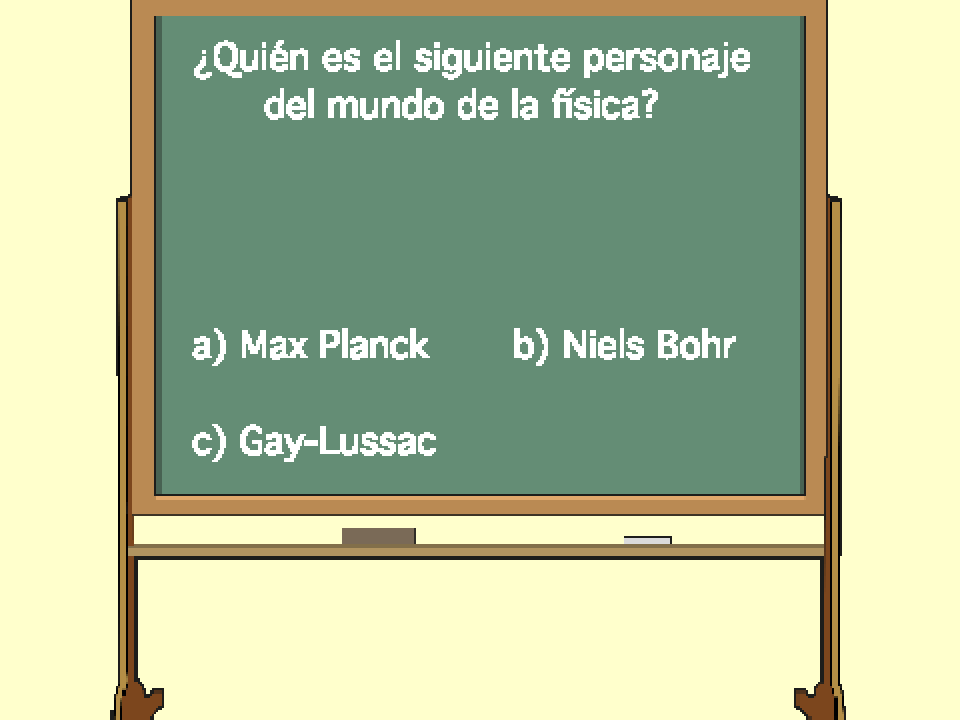 ¿Quién es el siguiente personaje
del mundo de la física?
a) Max Planck b) Niels Bohr
c) Gay-Lussac